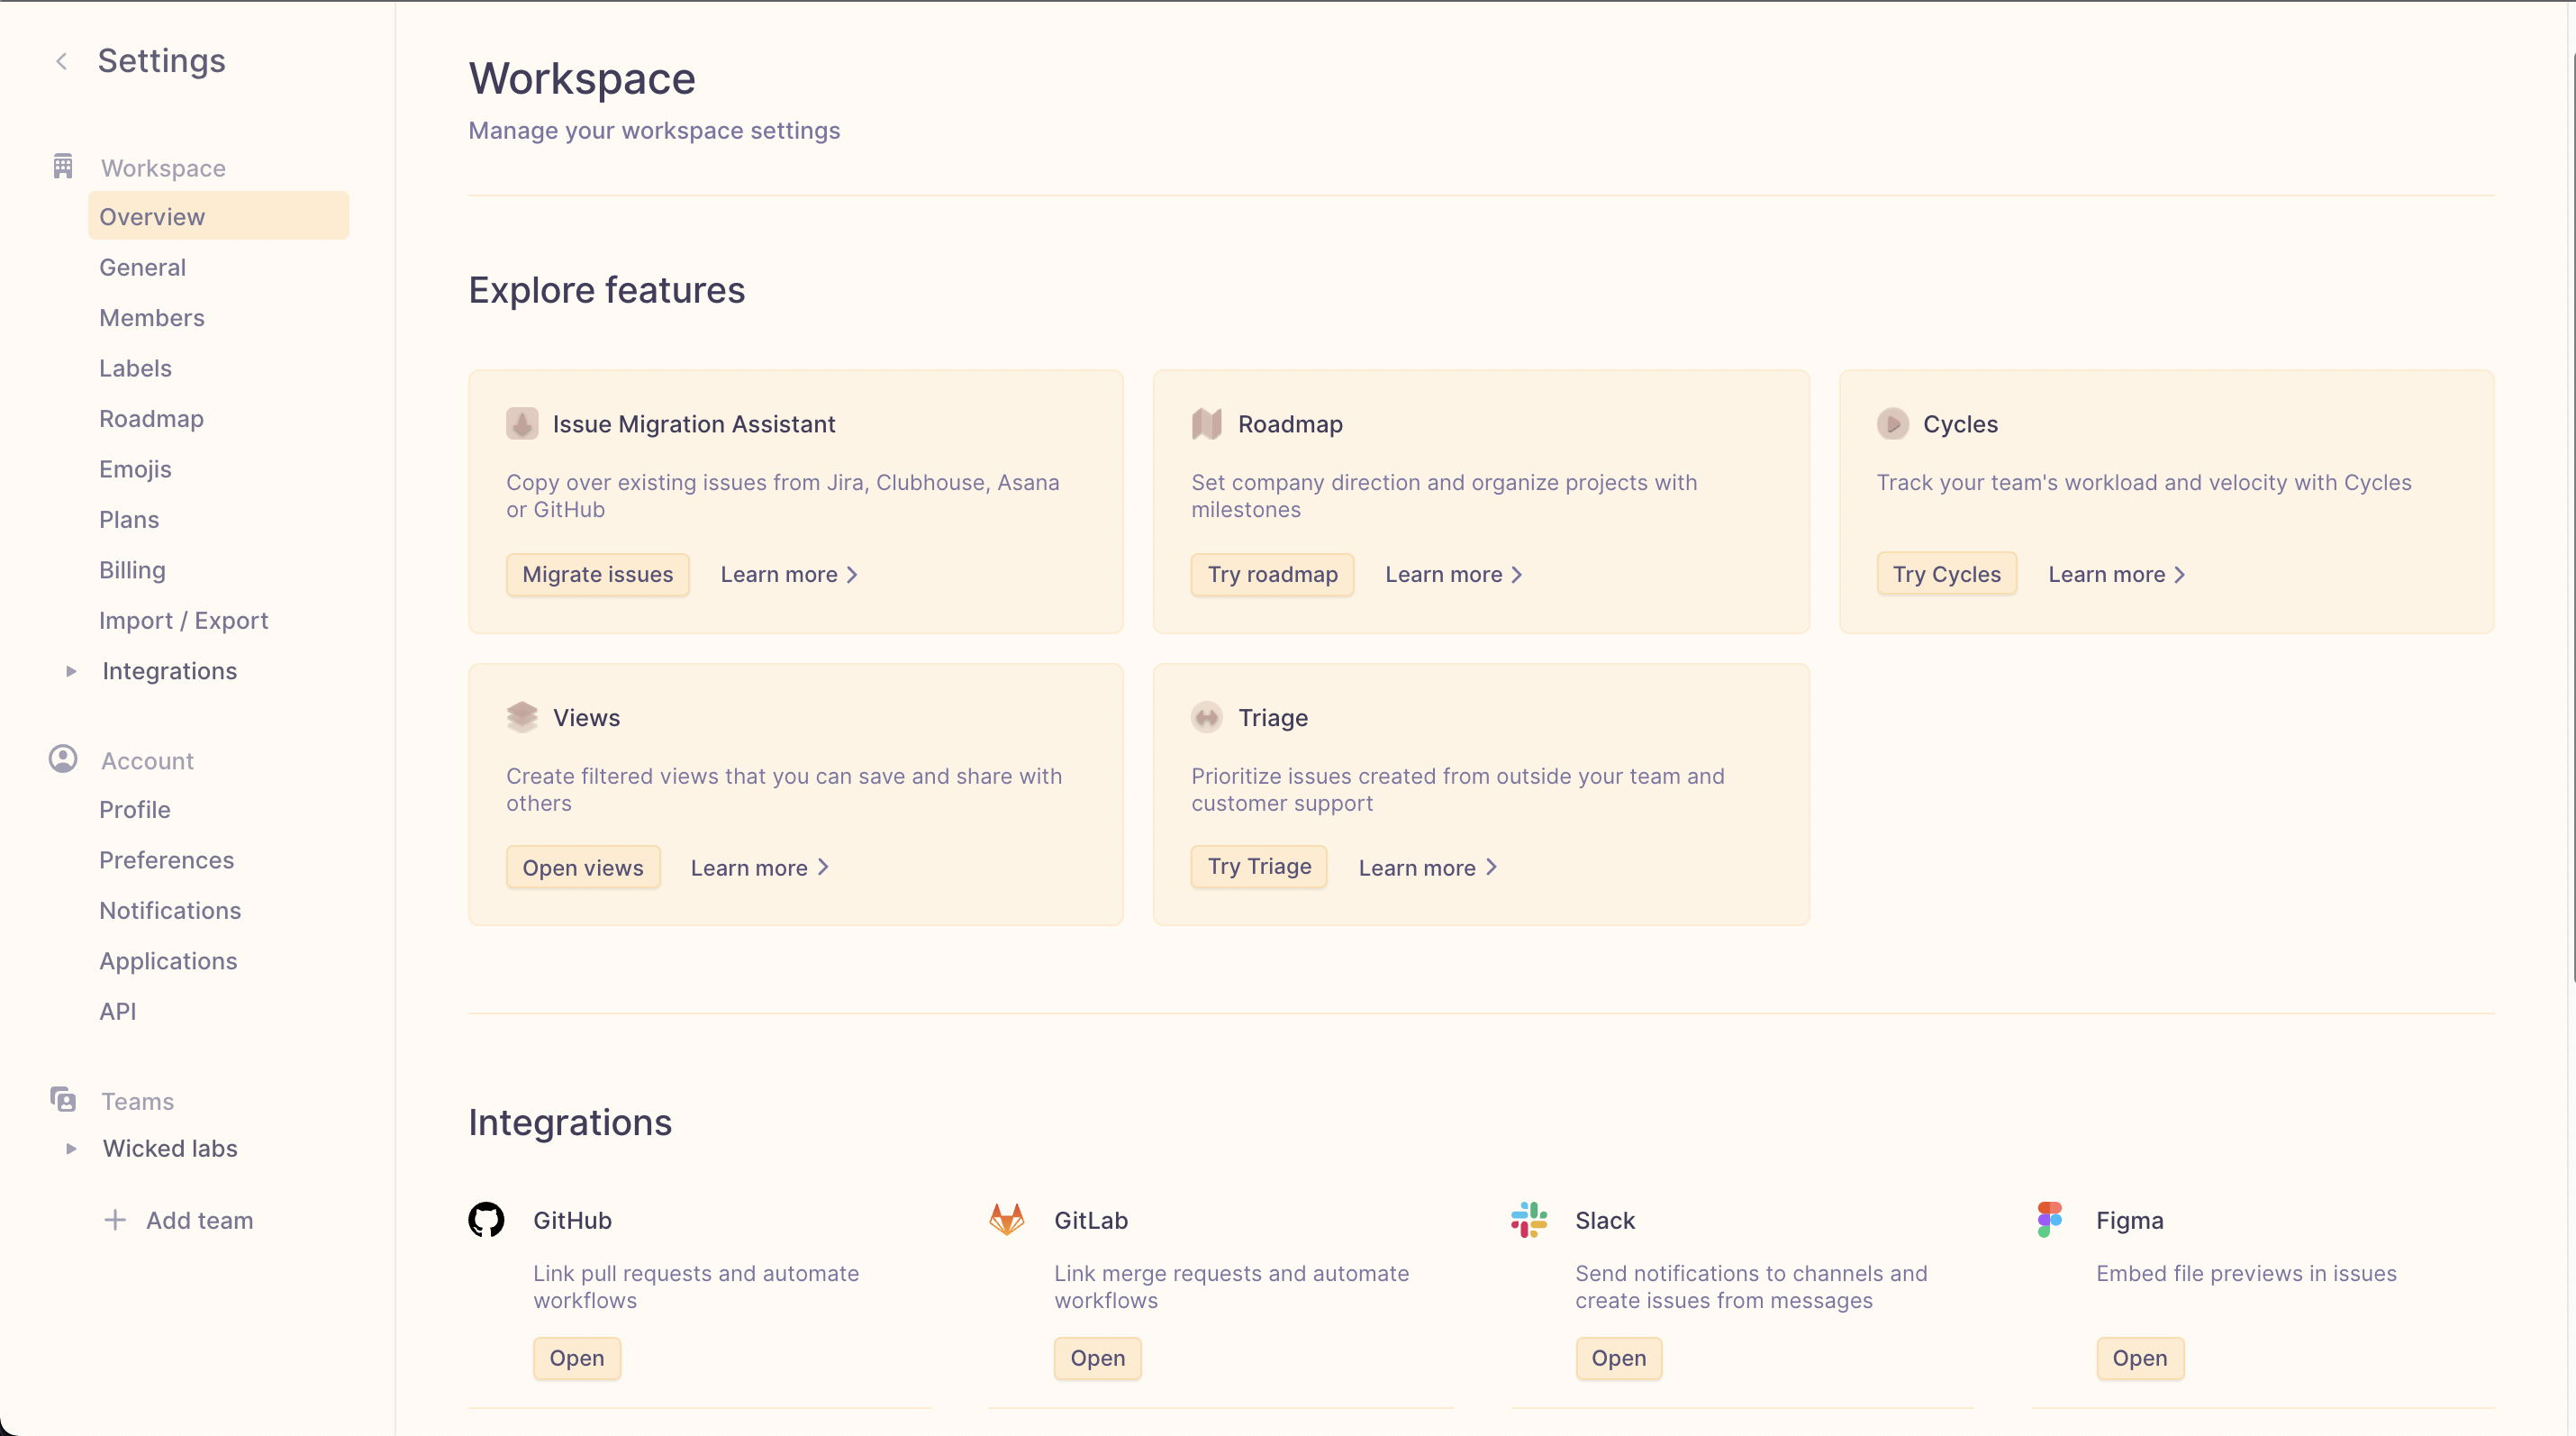 Settings
Workspace
Overview
General
Members
Labels
Roadmap
Emojis
Plans
Billing
Import / Export
Integrations
Account
Profile
Preferences
Notifications
Applications
API
Teams
Wicked labs
Add team
Workspace
Manage your workspace settings
Explore features
Issue Migration Assistant
Copy over existing issues from Jira, Clubhouse, Asana
or GitHub
Migrate issues
Learn more
Roadmap
Set company direction and organize projects with
milestones
Try roadmap
Learn more
Cycles
Track your team's workload and velocity with Cycles
Try Cycles
Learn more
Views
Create filtered views that you can save and share with
others
Open views
Learn more
Triage
Prioritize issues created from outside your team and
customer support
Try Triage
Learn more
Integrations
GitHub
Link pull requests and automate
workflows
Open
GitLab
Link merge requests and automate
workflows
Open
Slack
Send notifications to channels and
create issues from messages
Open
Figma
Embed file previews in issues
Open